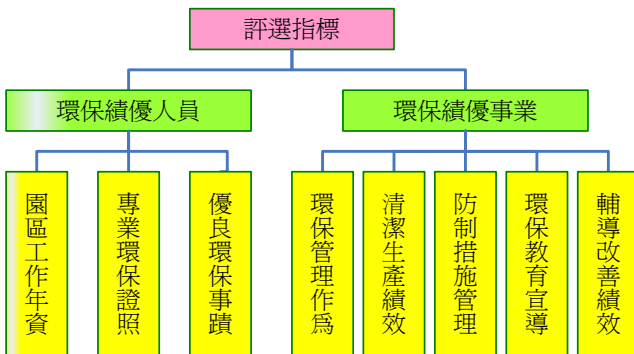 評選指標
環保績優人員
環保績優事業
園區工作年資
專業環保證照
優良環保事蹟
環保管理作為
清潔生產績效
防制措施管理
環保教育宣導
輔導改善績效